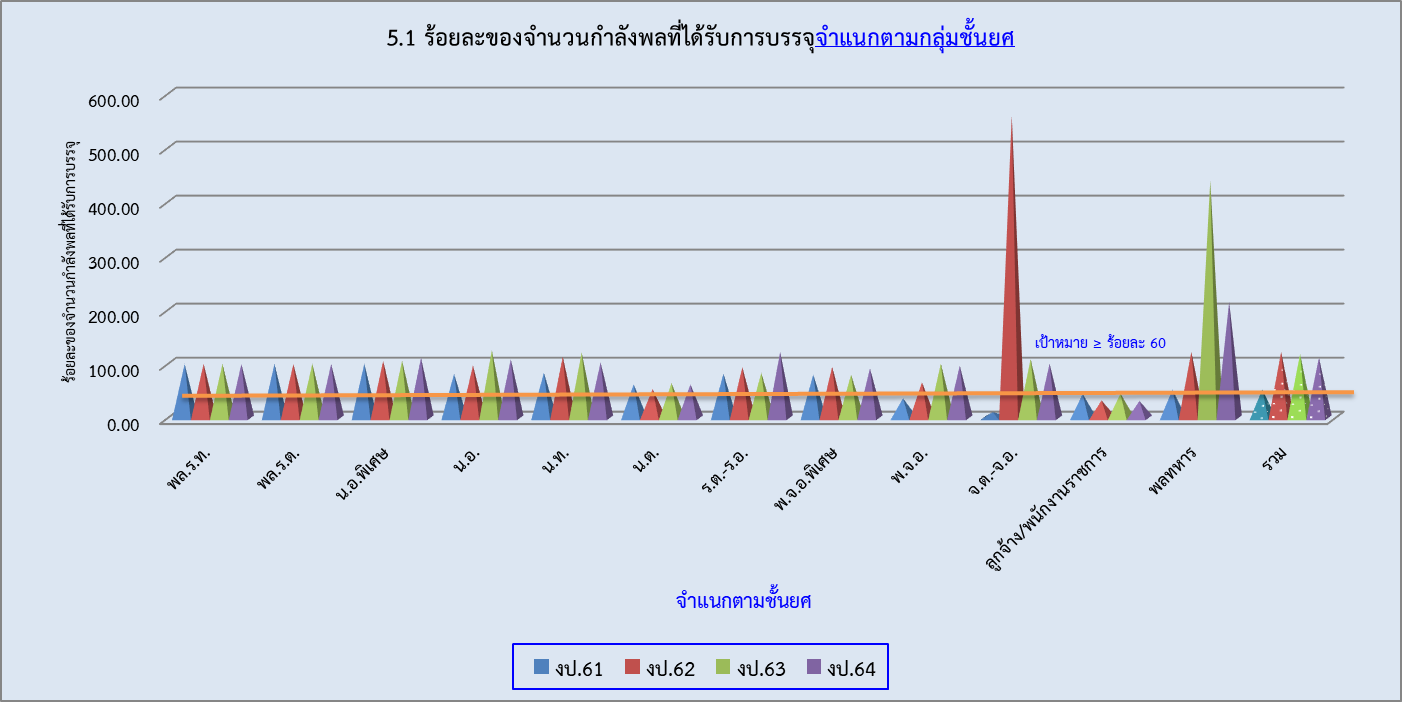 5.1 ร้อยละของจำนวนกำลังพลที่ได้รับการบรรจุจำแนกตามกลุ่มชั้นยศ
ร้อยละของจำนวนกำลังพลที่ได้รับการบรรจุ
600.00
500.00
400.00
300.00
200.00
100.00
0.00
เป้าหมาย ≥ ร้อยละ 60
พล.ร.ท.
พล.ร.ต.
น.อ.พิเศษ
น.อ.
น.ท.
น.ต.
ร.ต.-ร.อ.
พ.จ.อ.พิเศษ
พ.จ.อ.
จ.ต.-จ.อ.
ลูกจ้าง/พนักงานราชการ
พลทหาร
รวม
จำแนกตามชั้นยศ
งป.61
งป.62
งป.63
งป.64